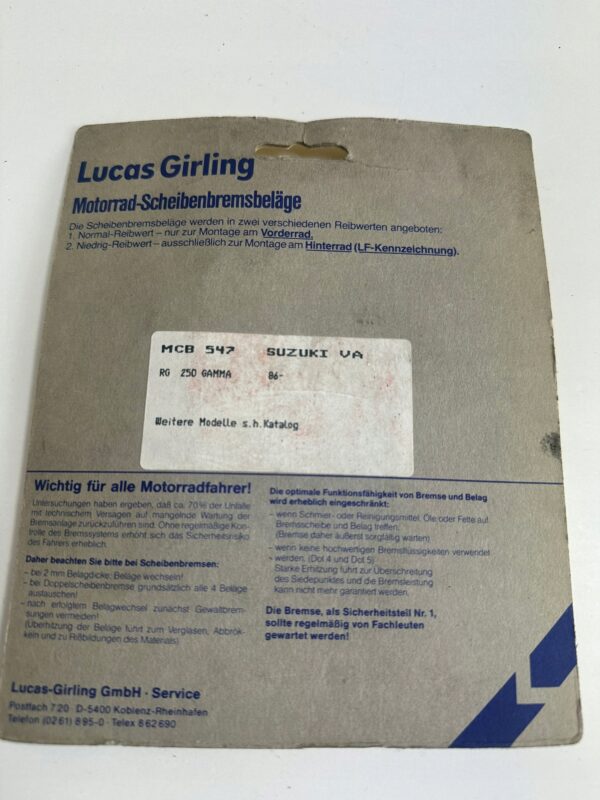 Lucas Girling
Motorrad-Scheibenbremsbeläge
Die Scheibenbremsbeläge werden in zwei verschiedenen Reibwerten angeboten:
1. Normal-Reibwert – nur zur Montage am Vorderrad.
2. Niedrig-Reibwert – ausschließlich zur Montage am Hinterrad (LF-Kennzeichnung).
MCB 547 SUZUKI VA
RG 250 GAMMA 86-
Weitere Modelle s.h.Katalog
Wichtig für alle Motorradfahrer!
Untersuchungen haben ergeben, daß ca. 70% der Unfälle
mit technischem Versagen auf mangelnde Wartung der
Bremsanlage zurückzuführen sind. Ohne regelmäßige Kon-
trolle des Bremssystems erhöht sich das Sicherheitsrisiko
des Fahrers erheblich.
Daher beachten Sie bitte bei Scheibenbremsen:
– bei 2 mm Belagdicke: Beläge wechseln!
– bei Doppelscheibenbremse grundsätzlich alle 4 Beläge
austauschen!
– nach erfolgtem Belagwechsel zunächst Gewaltbrem-
sungen vermeiden!
(Überhitzung der Beläge führt zum Verglasen, Abbrök-
keln und zu Rißbildungen des Materials)
Die optimale Funktionsfähigkeit von Bremse und Belag
wird erheblich eingeschränkt:
– wenn Schmier- oder Reinigungsmittel, Öle oder Fette auf
Bremsscheibe und Belag treffen.
(Bremse daher äußerst sorgfältig warten)
– wenn keine hochwertigen Bremsflüssigkeiten verwendet
– werden. (Dot 4 und Dot 5)
Starke Erhitzung führt zur Überschreitung
des Siedepunktes und die Bremsleistung
kann nicht mehr garantiert werden.
Die Bremse, als Sicherheitsteil Nr. 1,
sollte regelmäßig von Fachleuten
gewartet werden!
Lucas-Girling GmbH · Service
Postfach 720 · D-5400 Koblenz-Rheinhafen
Telefon (0261) 895-0 · Telex 862690